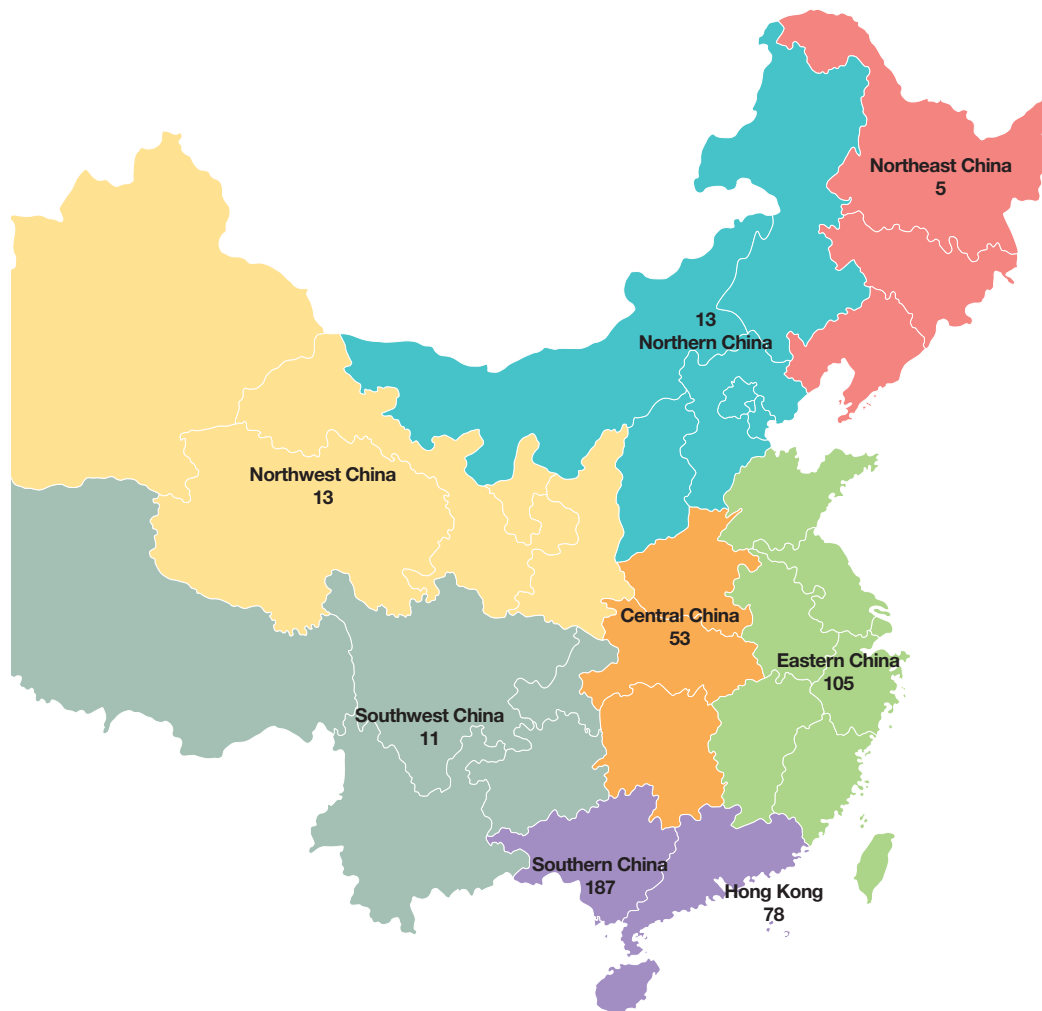 Northeast China
5
13
Northern China
Northwest China
13
Central China
53
Eastern China
105
Southwest China
11
Southern China
187
Hong Kong
78